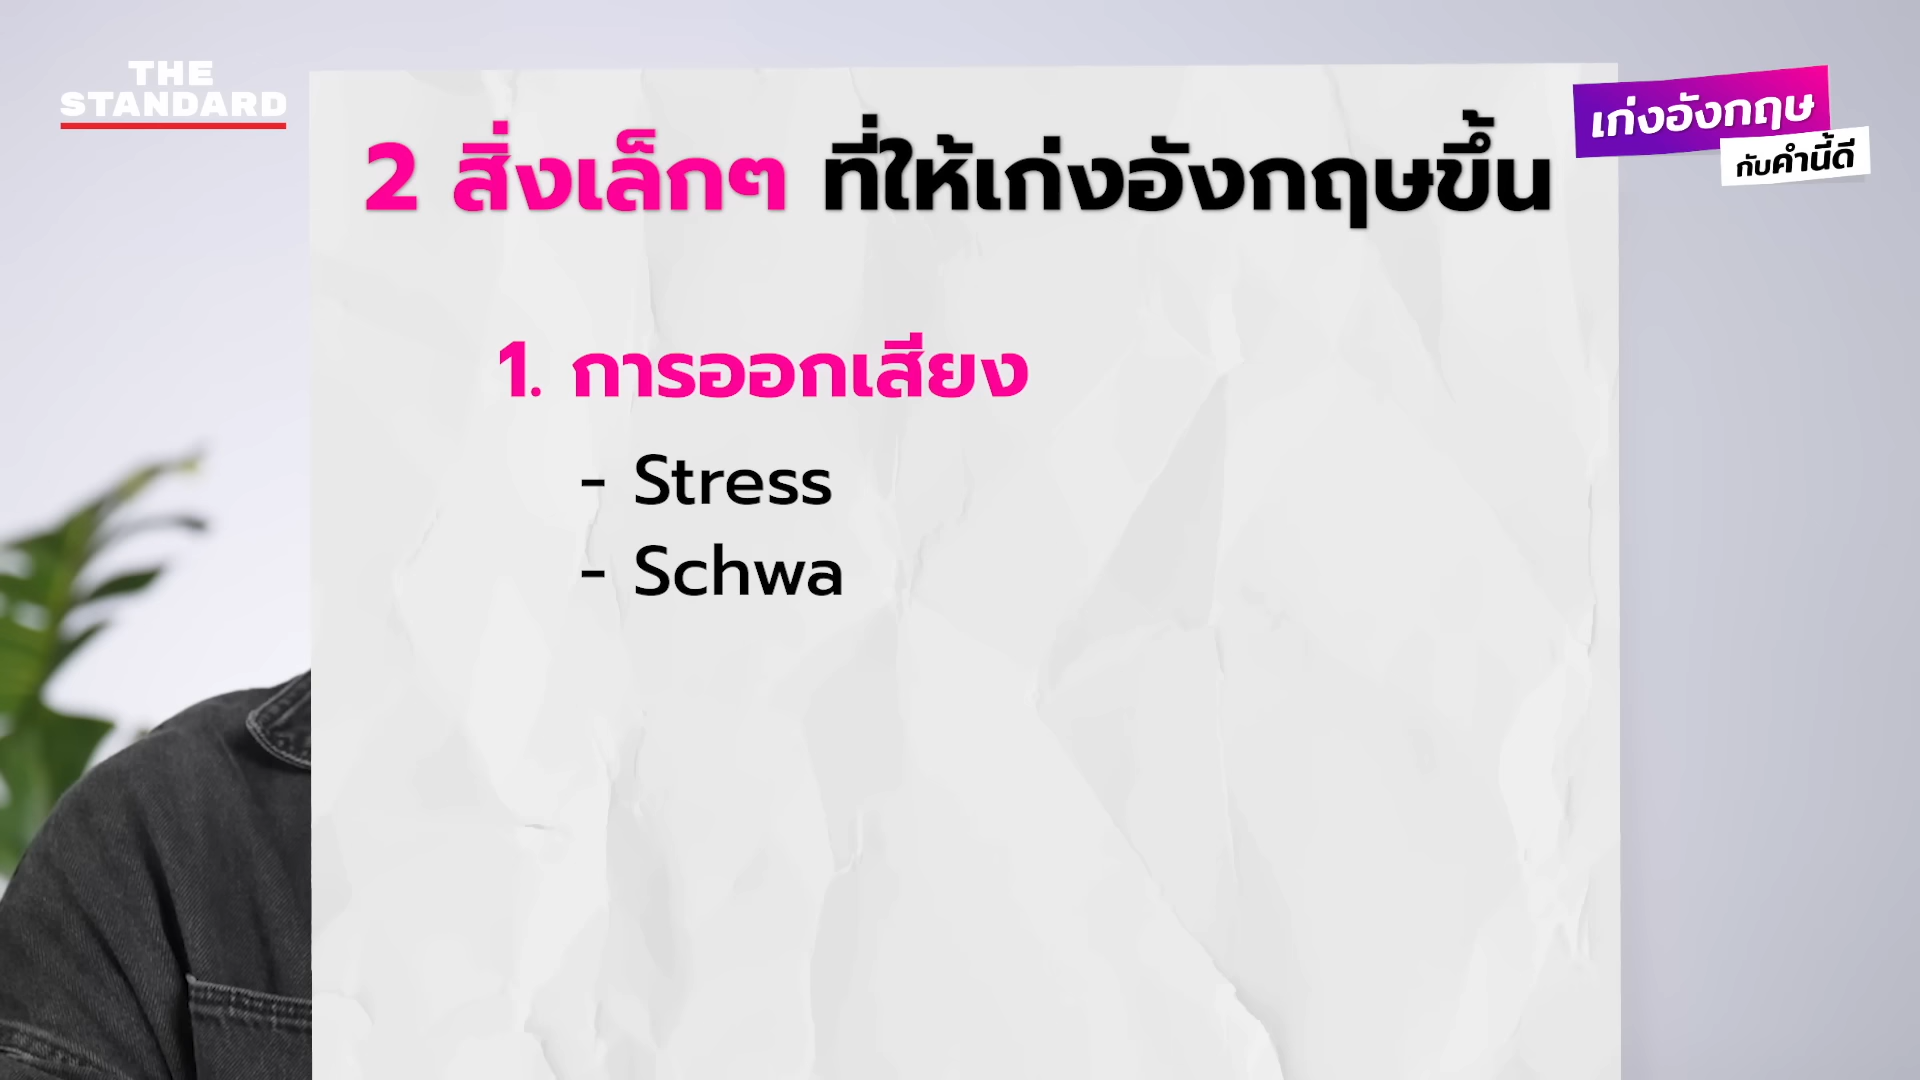 THE
STANDARD
เก่งอังกฤษ
กับคำนี้ดี
2 สิ่งเล็กๆ ที่ให้เก่งอังกฤษขึ้น
1. การออกเสียง
- Stress
- Schwa